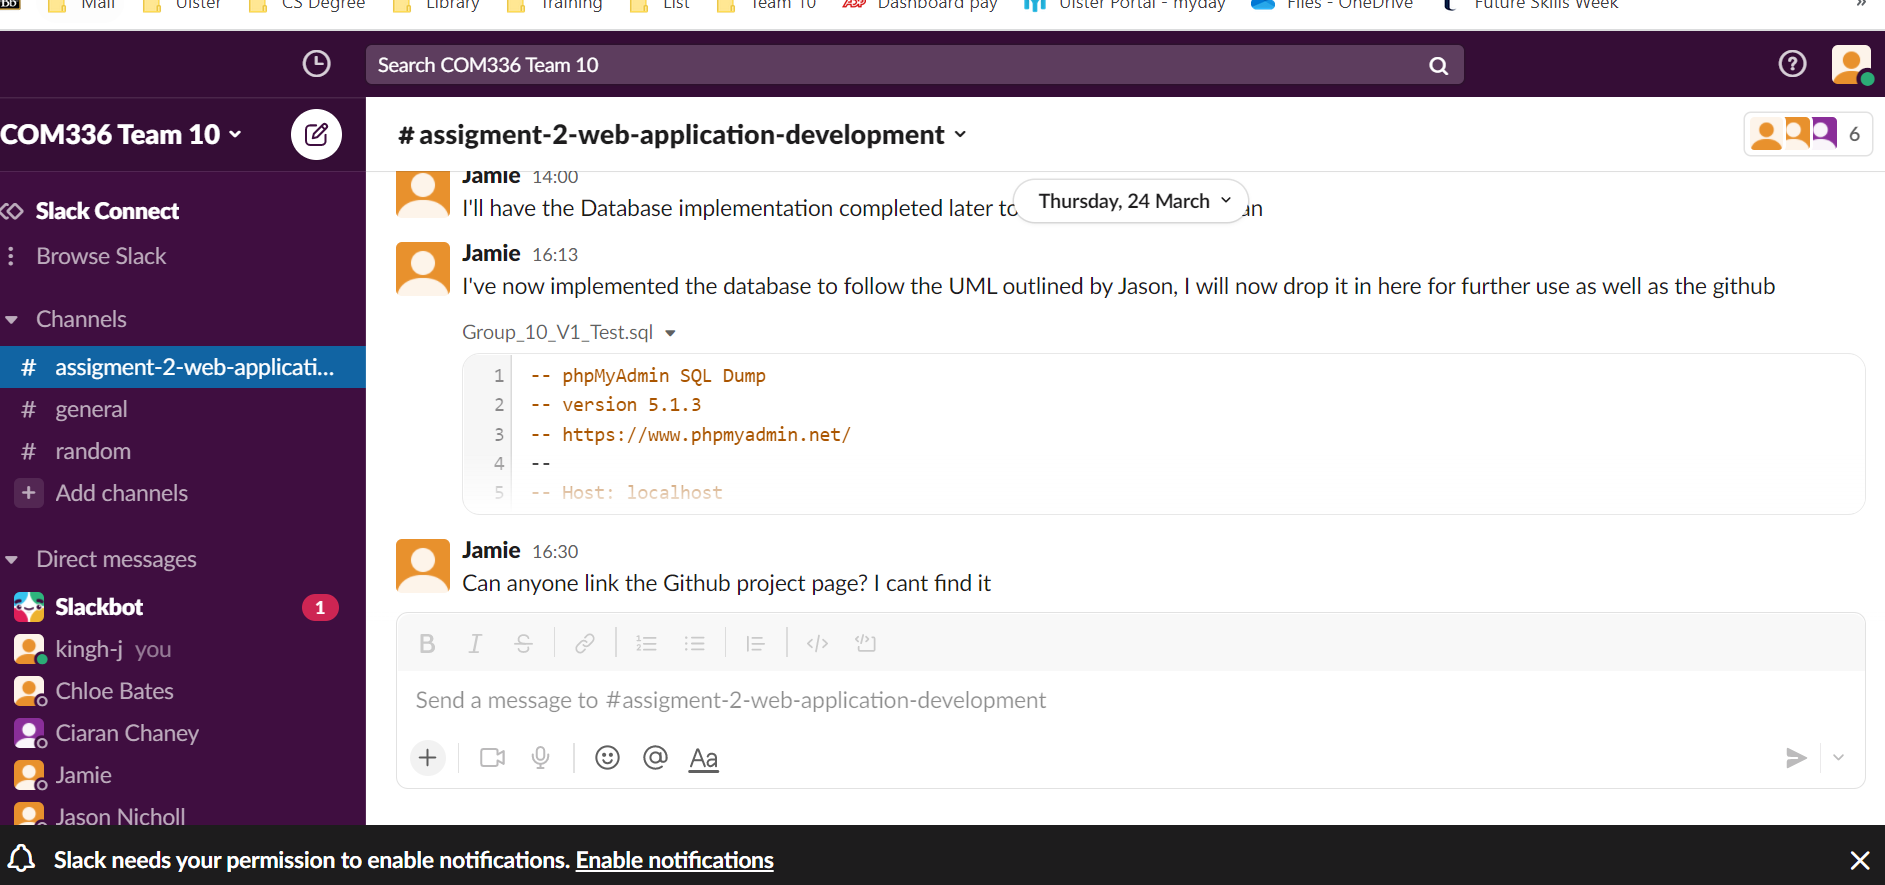 Mail Ulster CS Degree Library Training List Team 10 Dashboard pay Ulster Portal - myday Files - OneDrive Future Skills Week »
Search COM336 Team 10
COM336 Team 10
# assigment-2-web-application-development
6
Slack Connect
Browse Slack
Channels
# assigment-2-web-applicati...
# general
# random
+ Add channels
Direct messages
Slackbot 1
kingh-j you
Chloe Bates
Ciaran Chaney
Jamie
Jason Nicholl
Jamie 14:00
Thursday, 24 March
I'll have the Database implementation completed later to an
Jamie 16:13
I've now implemented the database to follow the UML outlined by Jason, I will now drop it in here for further use as well as the github
Group_10_V1_Test.sql
1 -- phpMyAdmin SQL Dump
2 -- version 5.1.3
3 -- https://www.phpmyadmin.net/
4 --
5 -- Host: localhost
Jamie 16:30
Can anyone link the Github project page? I cant find it
B I S
Send a message to #assigment-2-web-application-development
+ @ Aa
Slack needs your permission to enable notifications. Enable notifications